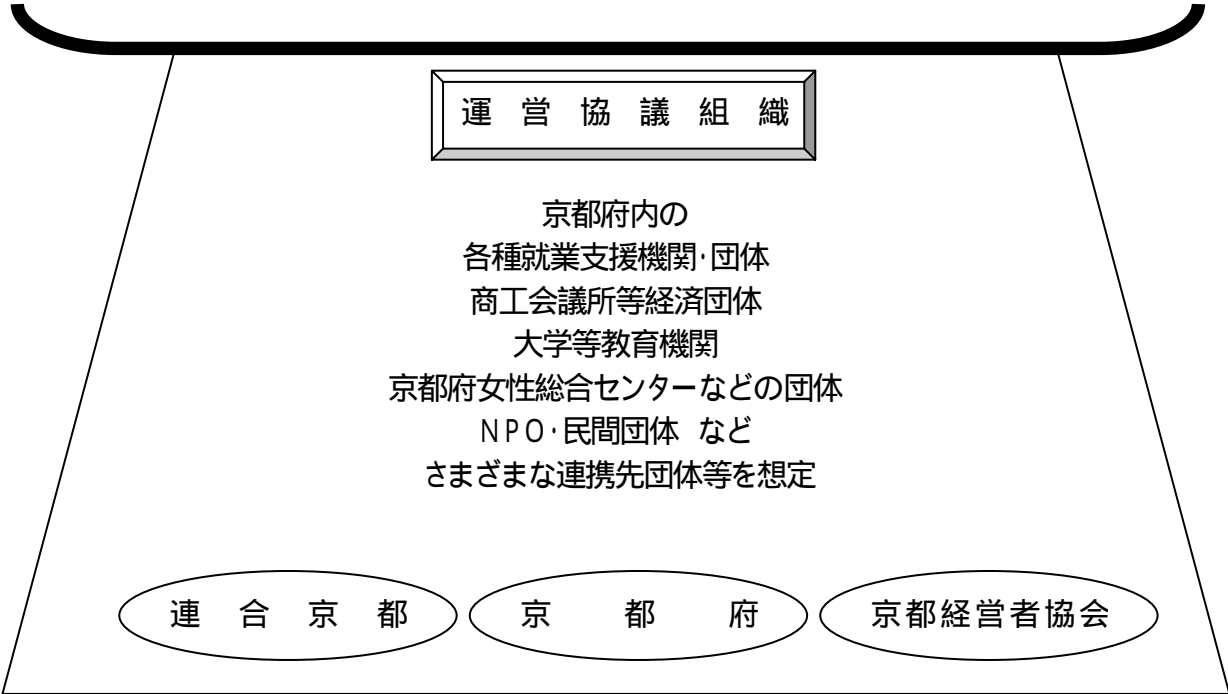 運営協議組織
京都府内の
各種就業支援機関・団体
商工会議所等経済団体
大学等教育機関
京都府女性総合センターなどの団体
NPO・民間団体 など
さまざまな連携先団体等を想定
連合京都 京都府 京都経営者協会